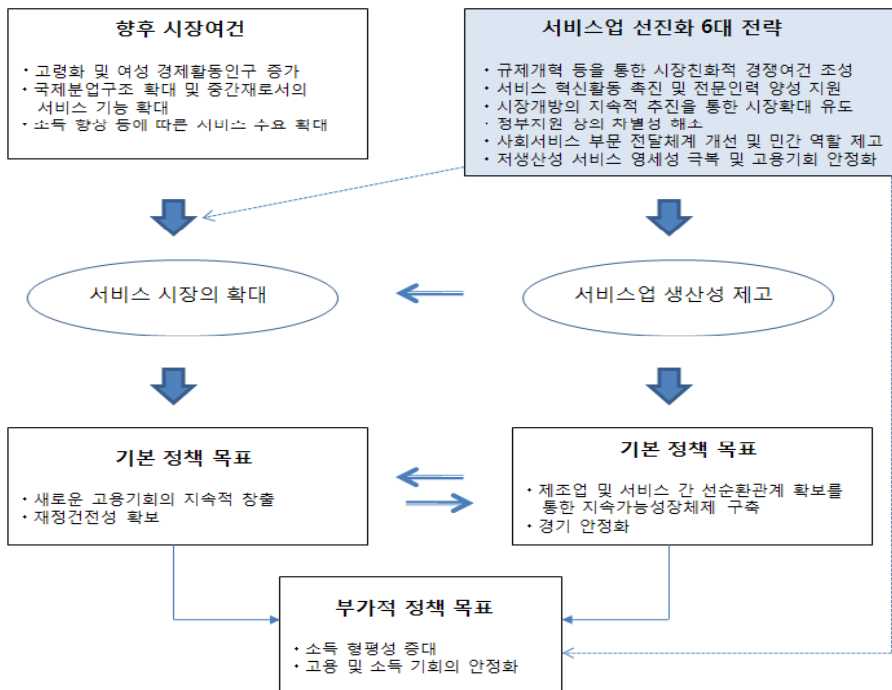 향후 시장여건
• 고령화 및 여성 경제활동인구 증가
• 국제분업구조 확대 및 중간재로서의
서비스 기능 확대
• 소득 향상 등에 따른 서비스 수요 확대
서비스업 선진화 6대 전략
• 규제개혁 등을 통한 시장친화적 경쟁여건 조성
• 서비스 혁신활동 촉진 및 전문인력 양성 지원
• 시장개방의 지속적 추진을 통한 시장확대 유도
• 정부지원 상의 차별성 해소
• 사회서비스 부문 전달체계 개선 및 민간 역할 제고
• 저생산성 서비스 영세성 극복 및 고용기회 안정화
서비스 시장의 확대
서비스업 생산성 제고
기본 정책 목표
• 새로운 고용기회의 지속적 창출
• 재정건전성 확보
기본 정책 목표
• 제조업 및 서비스 간 선순환관계 확보를
통한 지속가능성장체제 구축
• 경기 안정화
부가적 정책 목표
• 소득 형평성 증대
• 고용 및 소득 기회의 안정화